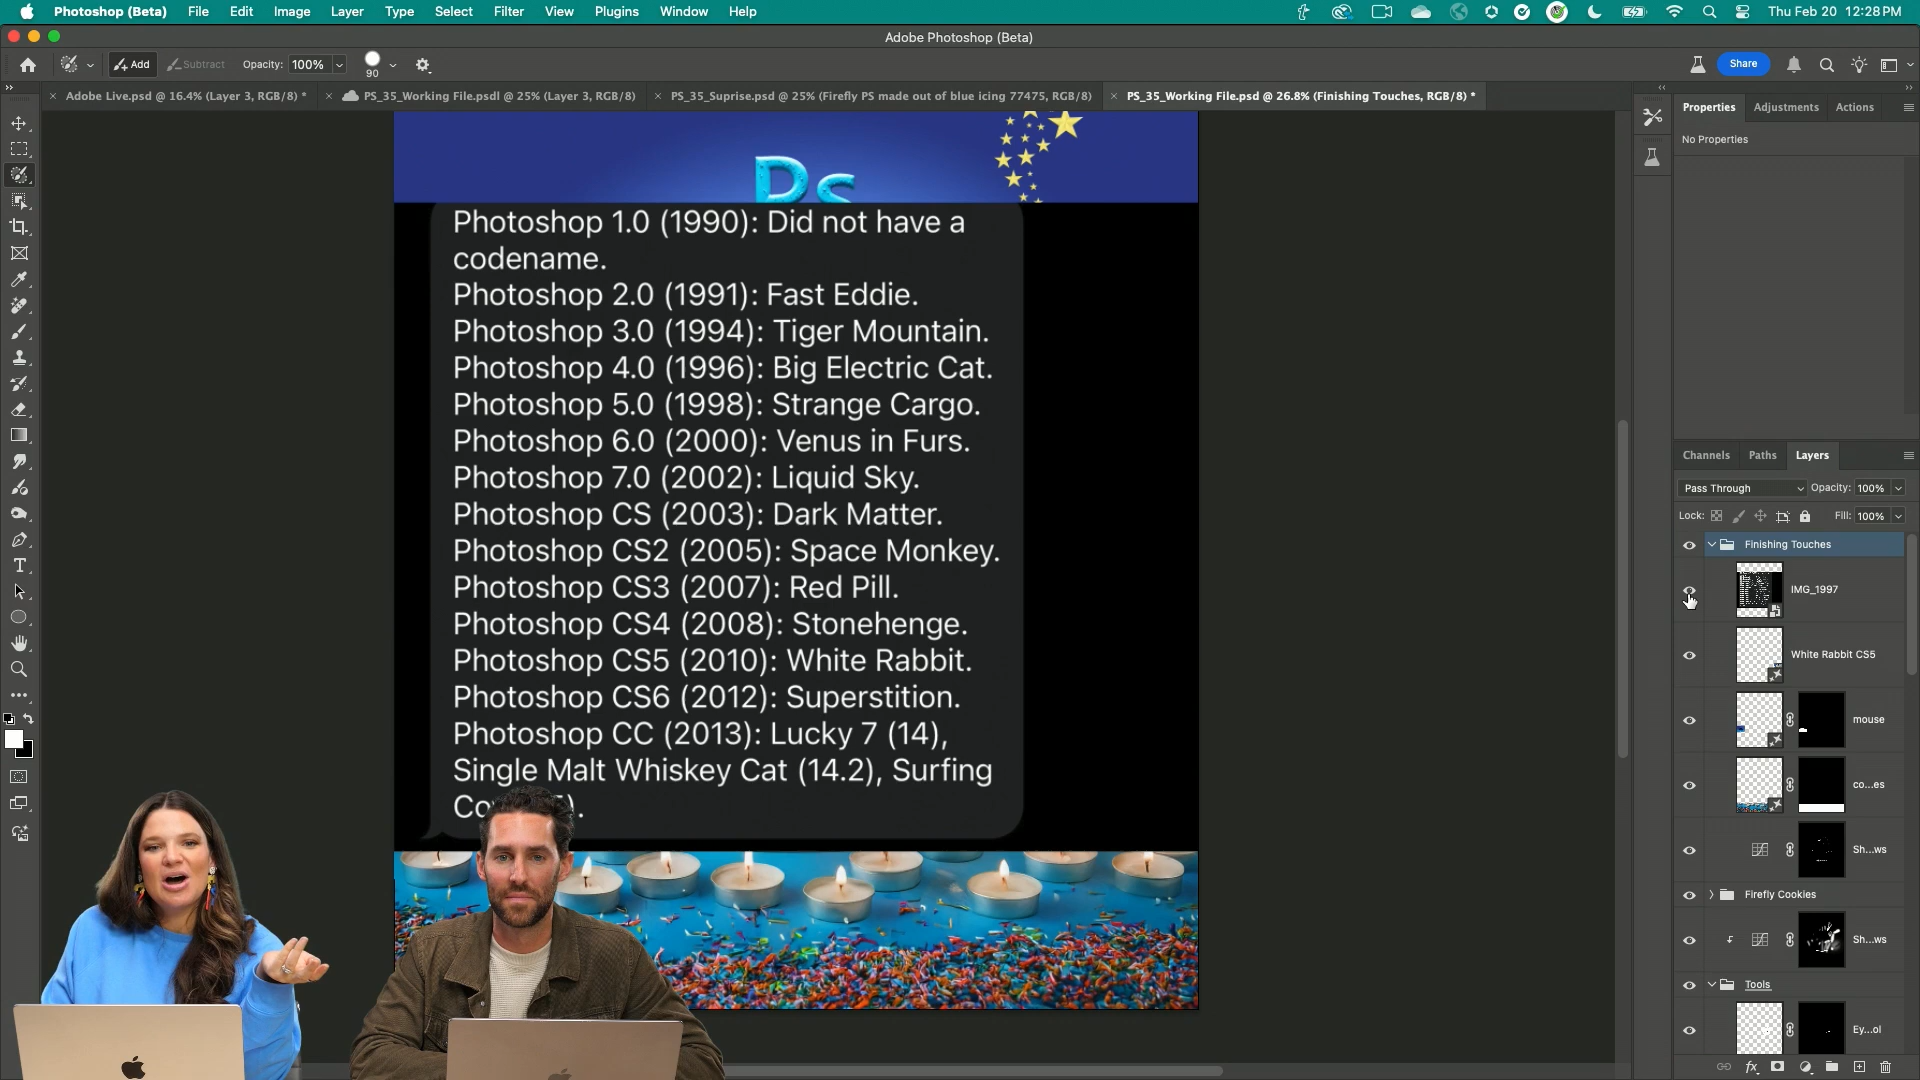 Photoshop (Beta) File Edit Image Layer Type Select Filter View Plugins Window Help Thu Feb 20 12:28 PM
Adobe Photoshop (Beta)
Add Subtract Opacity: 100% 90 Share
Adobe Live.psd @ 16.4% (Layer 3, RGB/8) * PS_35_Working File.psdl @ 25% (Layer 3, RGB/8) PS_35_Suprise.psd @ 25% (Firefly PS made out of blue icing 77475, RGB/8) PS_35_Working File.psd @ 26.8% (Finishing Touches, RGB/8) *
Properties Adjustments Actions
No Properties
Ps
Photoshop 1.0 (1990): Did not have a
codename.
Photoshop 2.0 (1991): Fast Eddie.
Photoshop 3.0 (1994): Tiger Mountain.
Photoshop 4.0 (1996): Big Electric Cat.
Photoshop 5.0 (1998): Strange Cargo.
Photoshop 6.0 (2000): Venus in Furs.
Photoshop 7.0 (2002): Liquid Sky.
Photoshop CS (2003): Dark Matter.
Photoshop CS2 (2005): Space Monkey.
Photoshop CS3 (2007): Red Pill.
Photoshop CS4 (2008): Stonehenge.
Photoshop CS5 (2010): White Rabbit.
Photoshop CS6 (2012): Superstition.
Photoshop CC (2013): Lucky 7 (14),
Single Malt Whiskey Cat (14.2), Surfing
Channels Paths Layers
Pass Through Opacity: 100%
Lock: Fill: 100%
Finishing Touches
IMG_1997
White Rabbit CS5
mouse
co...es
Sh...ws
Firefly Cookies
Sh...ws
Tools
Ey...ol
fx